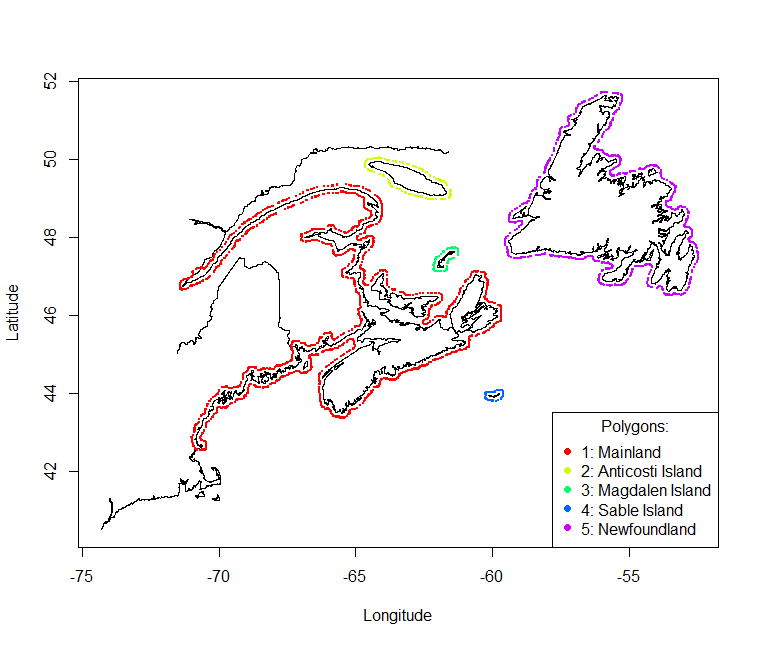 52
50
48
46
44
42
Latitude
-75
-70
-65
-60
-55
Longitude
Polygons:
1: Mainland
2: Anticosti Island
3: Magdalen Island
4: Sable Island
5: Newfoundland